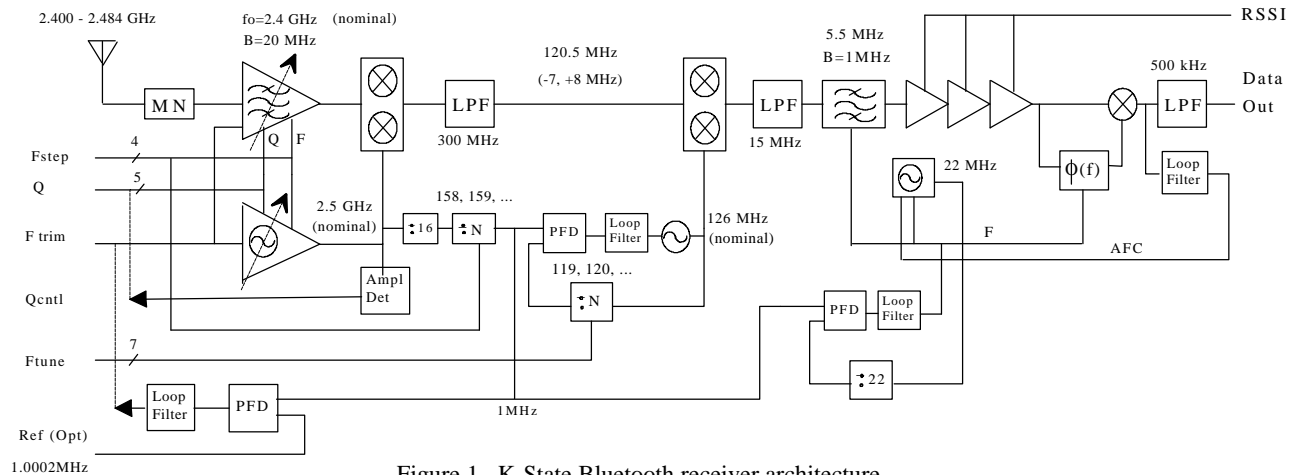 2.400 - 2.484 GHz
fo=2.4 GHz (nominal)
B=20 MHz
MN
Q F
LPF
300 MHz
120.5 MHz
(-7, +8 MHz)
LPF
15 MHz
5.5 MHz
B=1MHz
RSSI
500 kHz
LPF
Data
Out
Fstep
4
Q
5
F trim
Qcntl
Ftune
7
2.5 GHz
(nominal)
158, 159, ...
÷16
÷N
Ampl
Det
PFD
Loop
Filter
126 MHz
(nominal)
119, 120, ...
÷N
22 MHz
ϕ(f)
Loop
Filter
F
AFC
PFD
Loop
Filter
÷22
Loop
Filter
PFD
1MHz
Ref (Opt)
1.0002MHz
Figure 1. K-State Bluetooth receiver architecture